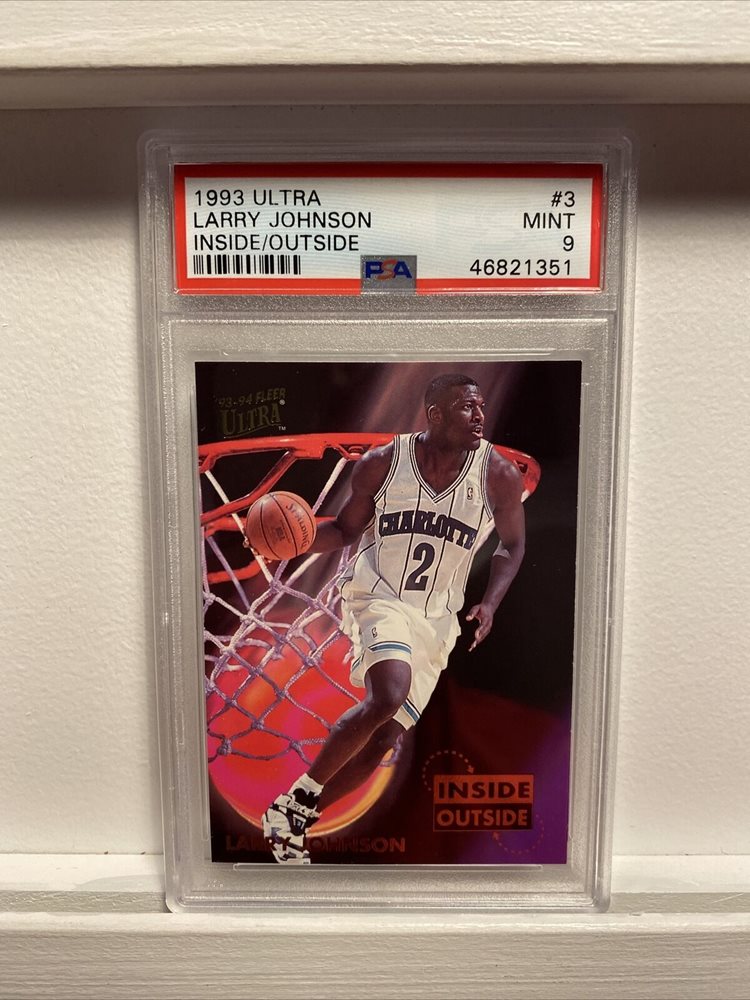 1993 ULTRA #3
LARRY JOHNSON MINT
INSIDE/OUTSIDE 9
PSA 46821351
'93-94 FLEER
ULTRA® ™
SPALDING
CHARLOTTE
2
INSIDE
OUTSIDE
LARRY JOHNSON